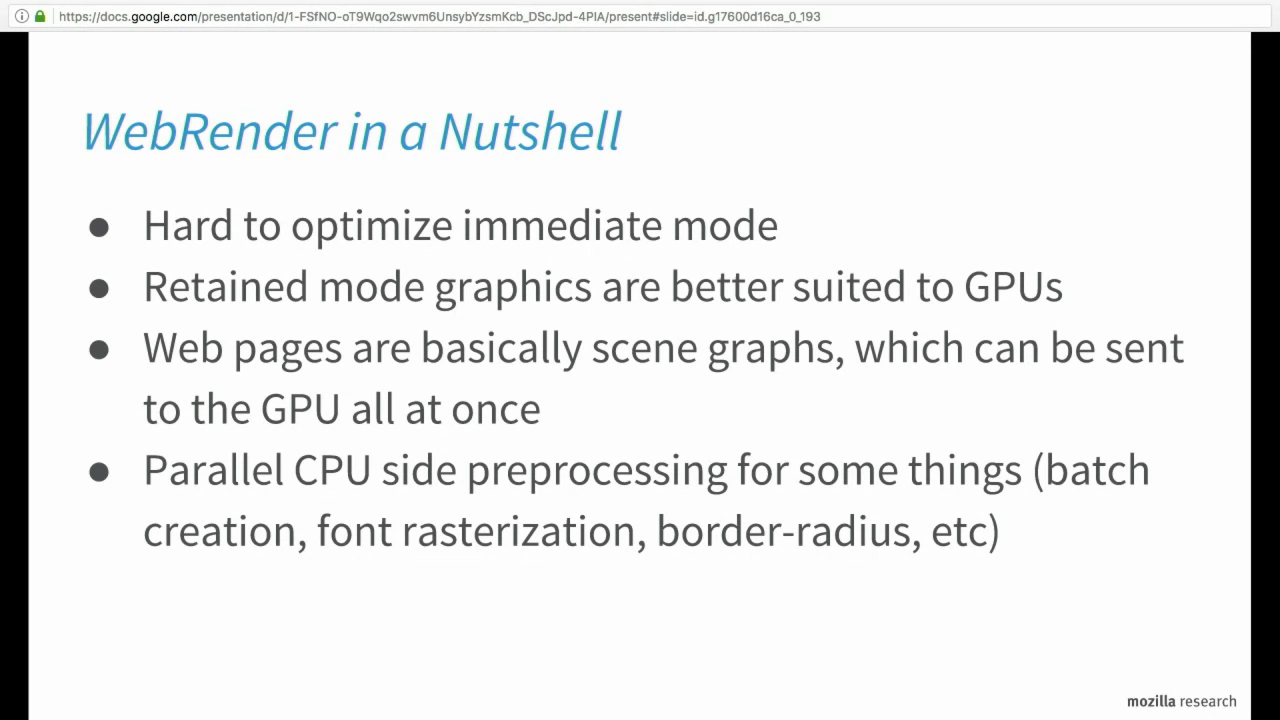 https://docs.google.com/presentation/d/1-FSfNO-oT9Wqo2swvm6UnsybYzsmKcb_DScJpd-4PIA/present#slide=id.g17600d16ca_0_193
WebRender in a Nutshell
● Hard to optimize immediate mode
● Retained mode graphics are better suited to GPUs
● Web pages are basically scene graphs, which can be sent
to the GPU all at once
● Parallel CPU side preprocessing for some things (batch
creation, font rasterization, border-radius, etc)
mozilla research